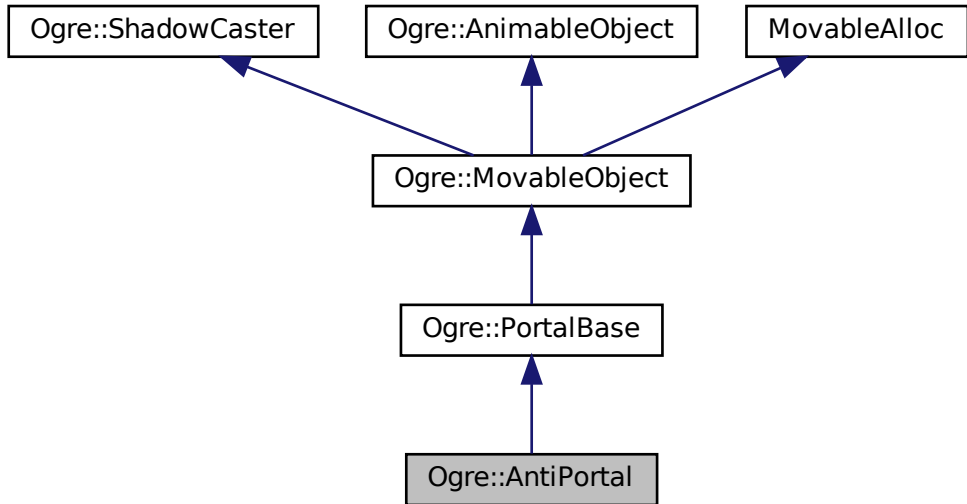 Ogre::ShadowCaster
Ogre::AnimableObject
MovableAlloc
Ogre::MovableObject
Ogre::PortalBase
Ogre::AntiPortal